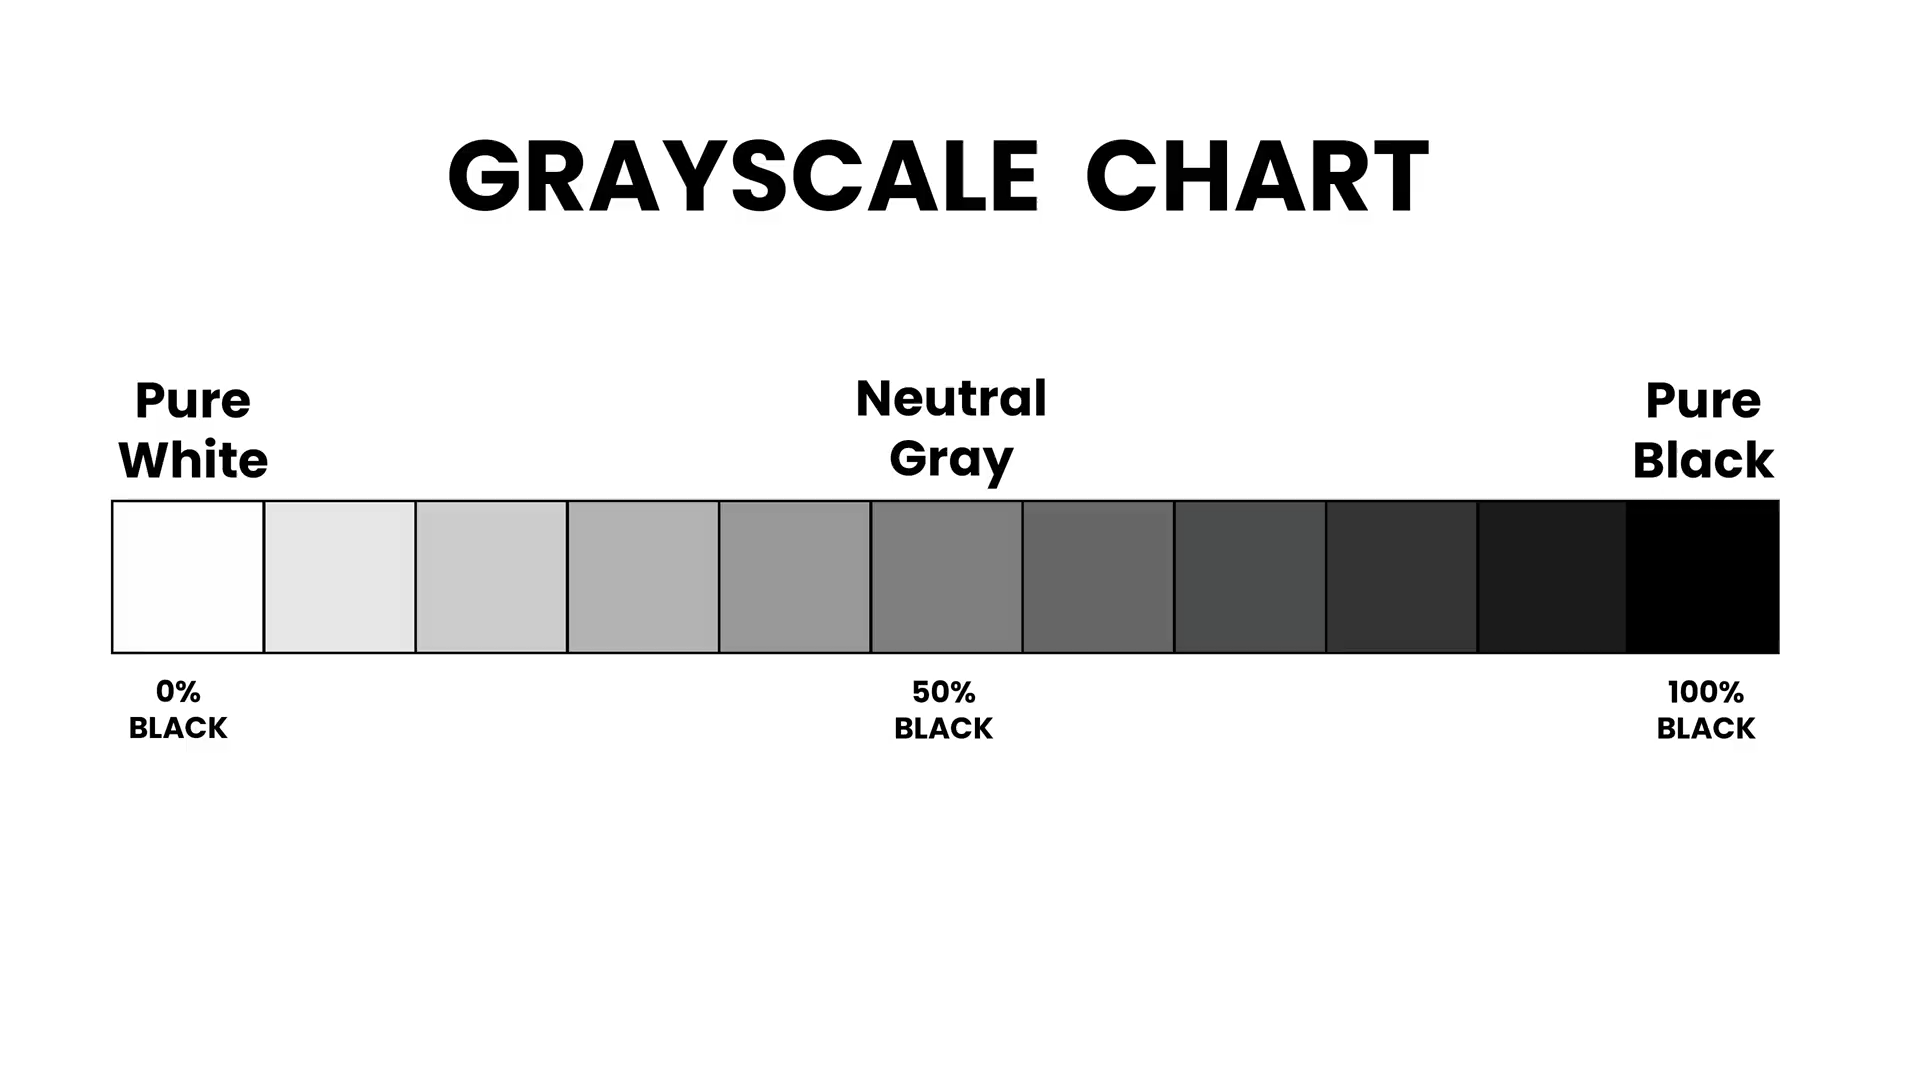 GRAYSCALE CHART
Pure
White
Neutral
Gray
Pure
Black
0%
BLACK
50%
BLACK
100%
BLACK